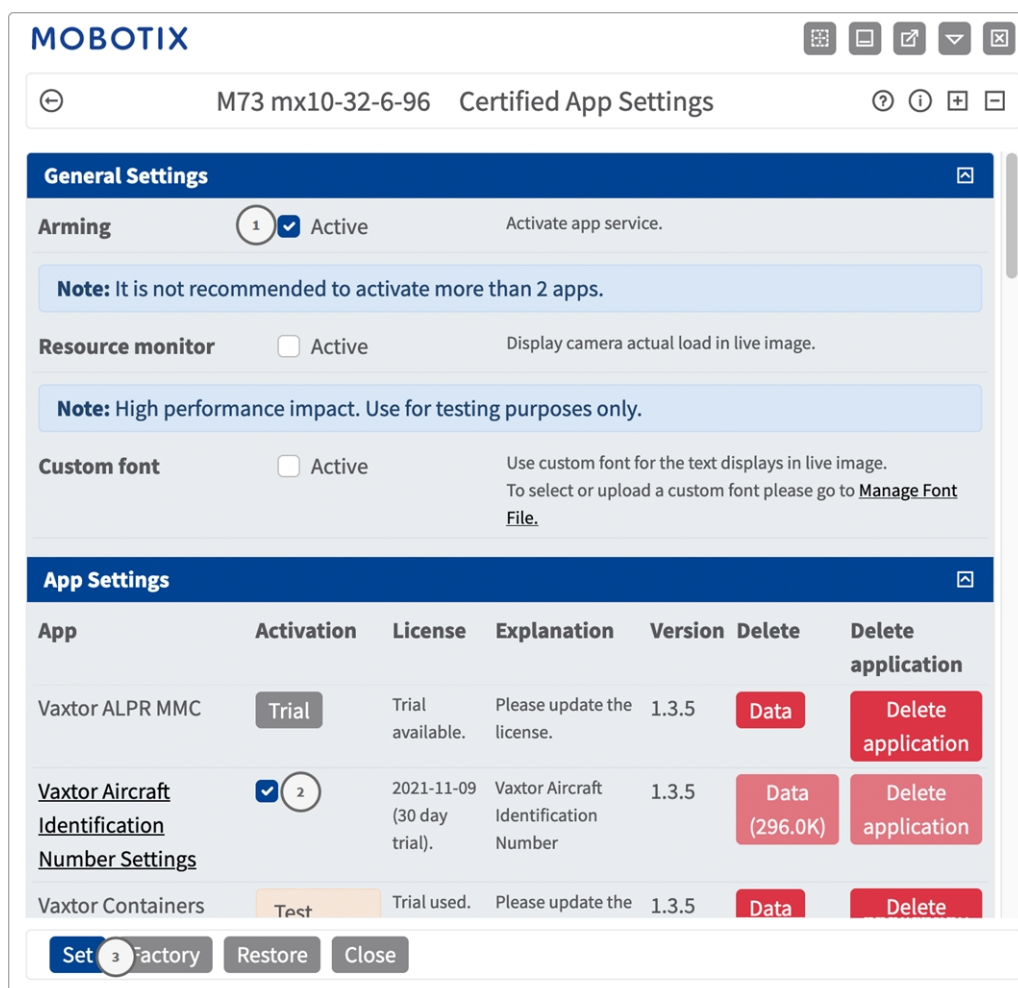 MOBOTIX
M73 mx10-32-6-96 Certified App Settings
General Settings
Arming 1 Active Activate app service.
Note: It is not recommended to activate more than 2 apps.
Resource monitor Active Display camera actual load in live image.
Note: High performance impact. Use for testing purposes only.
Custom font Active Use custom font for the text displays in live image.
To select or upload a custom font please go to Manage Font
File.
App Settings
App Activation License Explanation Version Delete Delete
application
Vaxtor ALPR MMC Trial Trial Please update the 1.3.5 Data Delete
available. license. application
Vaxtor Aircraft 2 2021-11-09 Vaxtor Aircraft 1.3.5 Data Delete
Identification (30 day Identification (296.0K) application
Number Settings trial). Number
Vaxtor Containers Test Trial used. Please update the 1.3.5 Data Delete
Set 3 Factory Restore Close